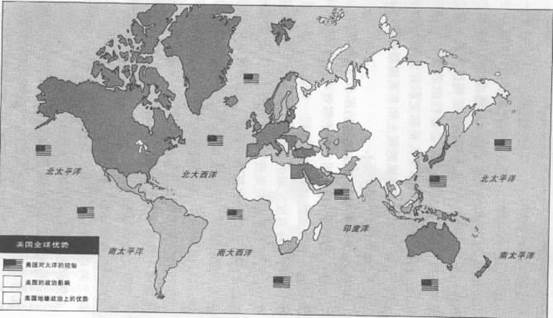 北太平洋
北大西洋
北太平洋
印度洋
南太平洋
南大西洋
南太平洋
美国全球优势
美国对大洋的控制
美国的政治影响
美国地缘政治上的优势